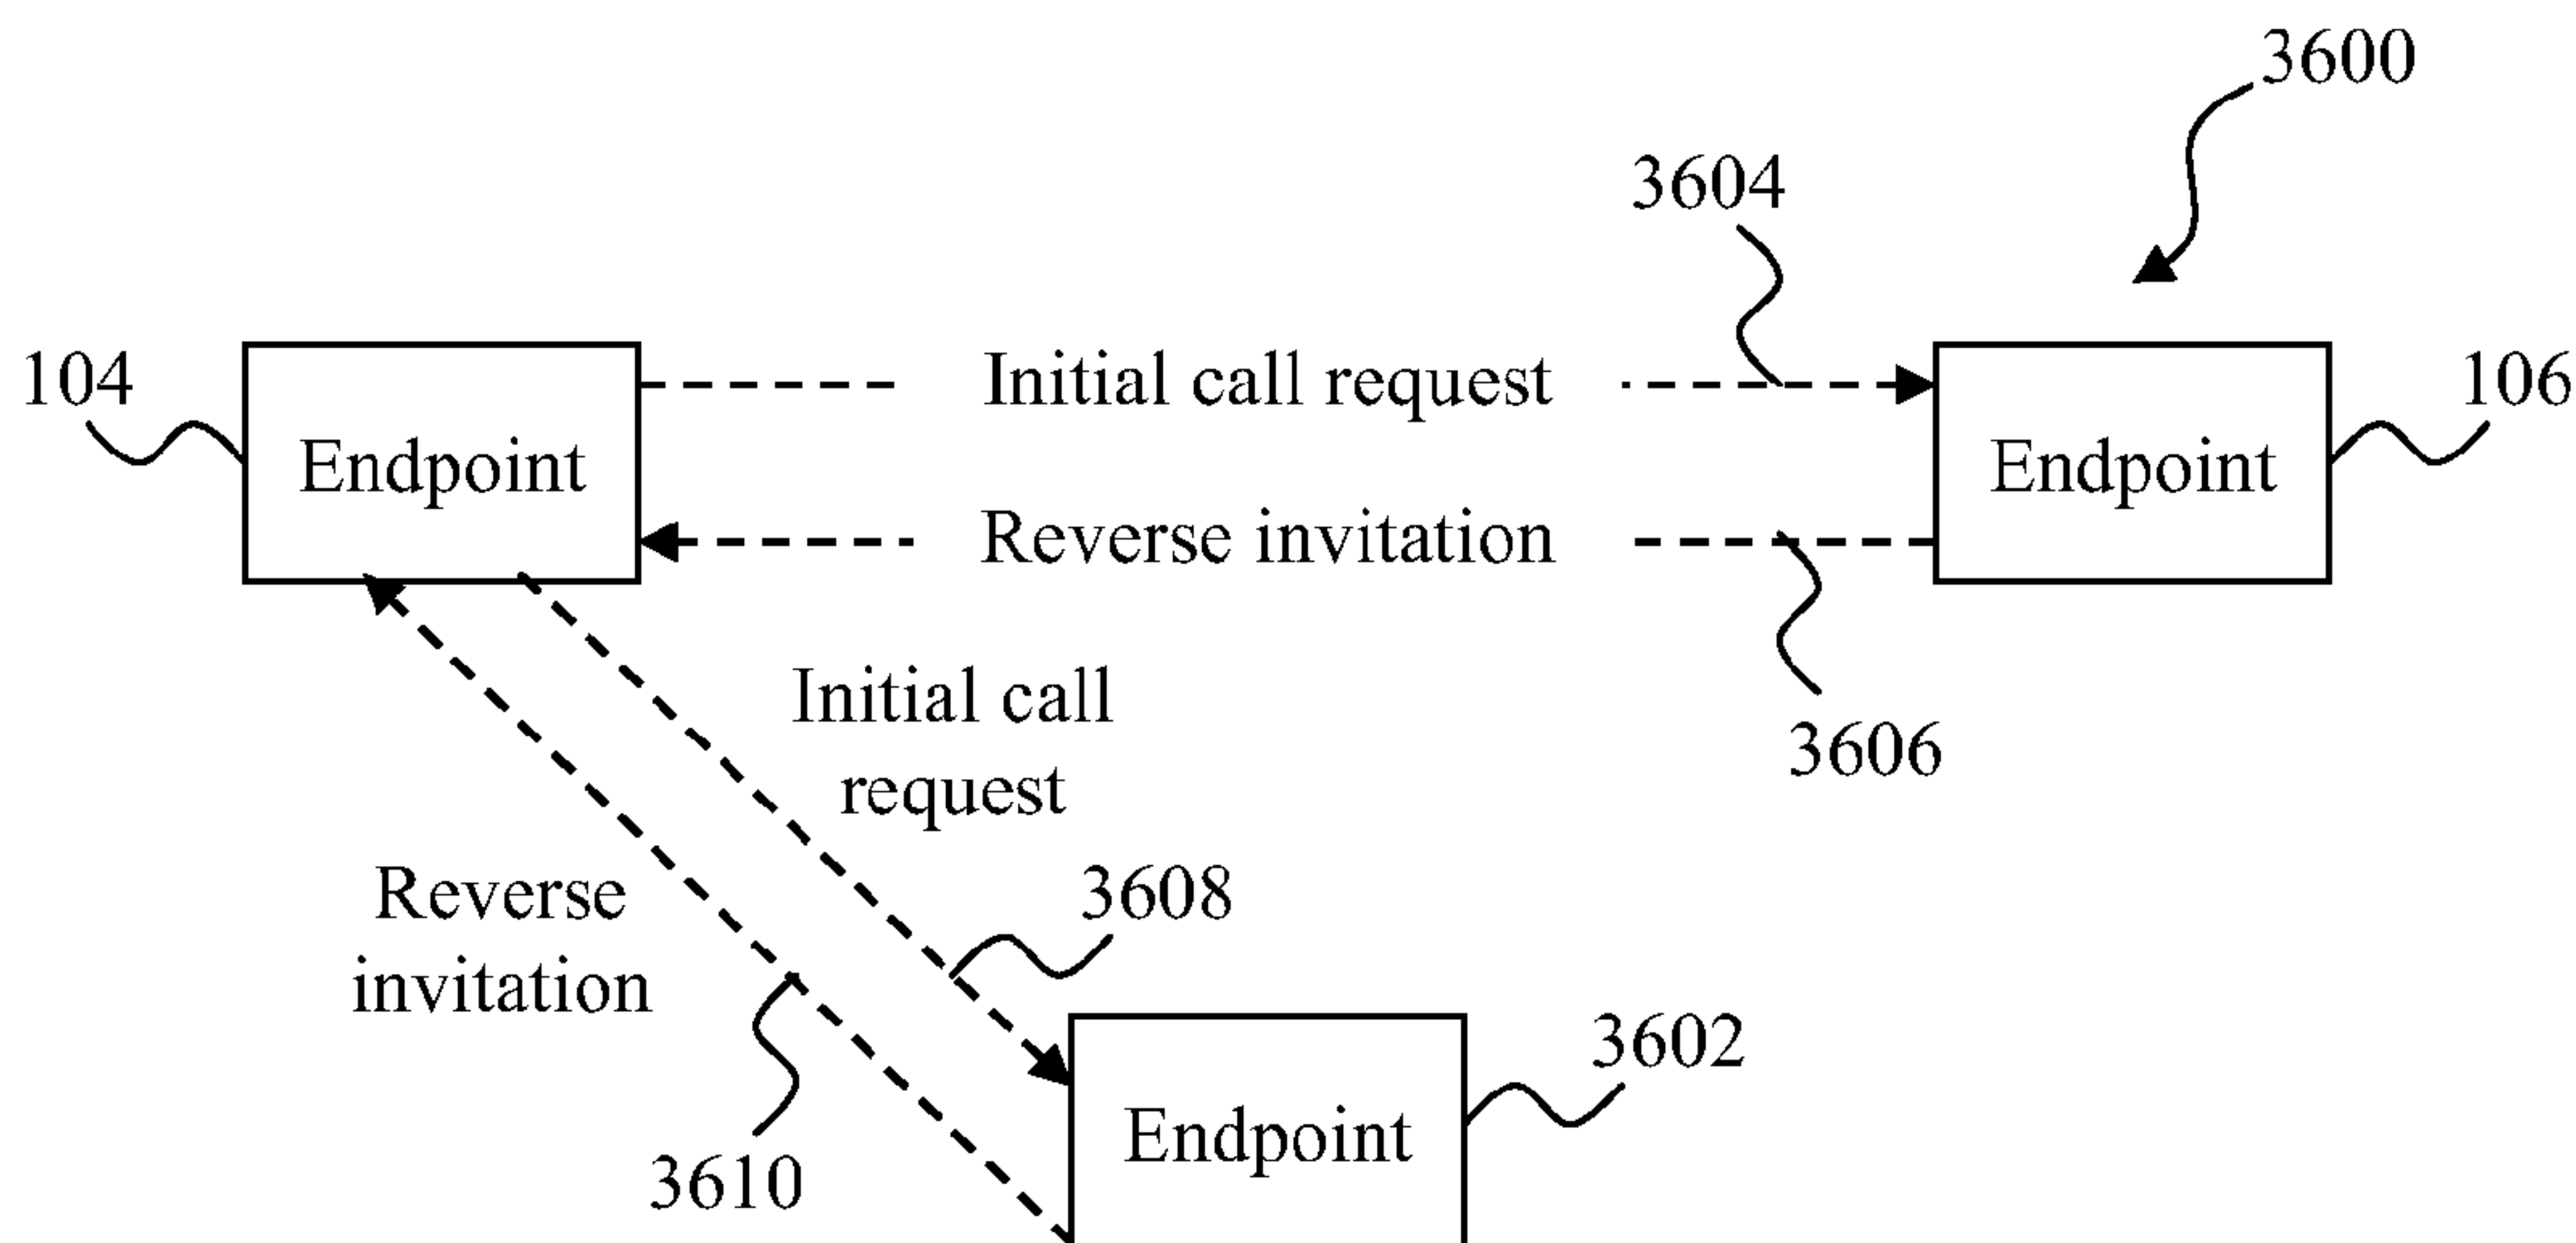 3600
3604
104
Initial call request
106
Endpoint
Endpoint
Reverse invitation
3606
Initial call
request
Reverse
invitation
3608
3602
Endpoint
3610